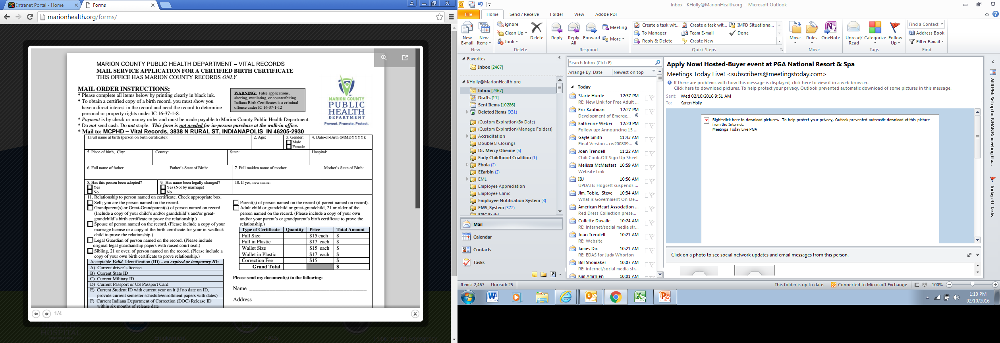 Intranet Portal - Home
Forms
marionhealth.org/forms/
MARION COUNTY PUBLIC HEALTH DEPARTMENT – VITAL RECORDS
MAIL SERVICE APPLICATION FOR A CERTIFIED BIRTH CERTIFICATE
THIS OFFICE HAS MARION COUNTY RECORDS ONLY
MAIL ORDER INSTRUCTIONS:
* Please complete all items below by printing clearly in black ink.
* To obtain a certified copy of a birth record, you must show you
have a direct interest in the record and need the record to determine
personal or property rights under IC 16-37-1-8.
* Payment is by check or money order and must be made payable to Marion County Public Health Department.
* Do not send cash. Do not staple. This form is not needed for in-person purchase at the walk-in office.
* Mail to: MCPHD – Vital Records, 3838 N RURAL ST, INDIANAPOLIS IN 46205-2930
WARNING: False applications,
altering, mutilating, or counterfeiting
Indiana Birth Certificates is a criminal
offense under IC 16-37-1-12
MARION COUNTY
PUBLIC
HEALTH
DEPARTMENT
Prevent. Promote. Protect.
1.Full name at birth (person on birth certificate):
2. Age:
3. Gender:
Male
Female
4. Date-of-Birth (MMDYYYY):
5. Place of birth, City:
County:
State:
Hospital:
6. Full name of father:
Father's State of Birth:
7. Full maiden name of mother:
Mother's State of Birth:
8. Has this person been adopted?
Yes
No
9. Has name been legally changed?
Yes (Not by marriage)
No
10. If yes, new name:
11. Relationship to person named on certificate. Check appropriate box.
Self; you are the person named on the record.
Grandparent(s) or Great-Grandparent(s) of person named on record.
(Include a copy of your child's and/or grandchild's and/or great-
grandchild's birth certificate to prove the relationship.)
Spouse of person named on the record. (Please include a copy of your
marriage license or a copy of the birth certificate for your in-wedlock
child to prove the relationship.)
Legal Guardian of person named on the record. (Please include
original legal guardianship papers with raised court seal.)
Sibling, 21 or over, of person named on the record. (Please include a
copy of your own birth certificate to prove relationship.)
Parent(s) of person named on the record (if parent named on record).
Adult child or grandchild or great-grandchild, 21 or older of the
person named on the record. (Please include a copy of your own
and/or your parent's or grandparent's birth certificate to prove the
relationship.)
Type of Certificate Quantity Price Total Amount
Full Size $15 each $
Full in Plastic $17 each $
Wallet Size $15 each $
Wallet in Plastic $17 each $
Correction Fee $15 $
Grand Total $
Acceptable Valid Identification (ID) – no expired or temporary ID:
A) Current driver's license
B) Current State ID
C) Current Military ID
D) Current Passport or US Passport Card
E) Current Student ID with current year on it (if no date on ID,
provide current semester schedule/enrollment papers with dates)
F) Current Indiana Department of Correction (DOC) Release ID
within six months of release date
Please send my document(s) to the following:
Name
Address
1/4
HOSPITAL
Employment
FAQs
Public Health Emergency
Inbox - KHolly@MarionHealth.org - Microsoft Outlook
File Home Send / Receive Folder View Adobe PDF
New E-mail
New Items
New
Ignore
Clean Up
Junk
Delete
Delete
Reply
Reply All
Forward
Meeting
More
Respond
Create a task wit...
To Manager
Reply & Delete
Create a task wit...
Team E-mail
Create New
IMPD Situationa...
Done
Quick Steps
Move
Rules
OneNote
Move
Unread/ Read
Categorize
Follow Up
Tags
Find a Contact
Address Book
Filter E-mail
Find
Favorites
Inbox [2467]
KHolly@MarionHealth.org
Inbox [2467]
Drafts [11]
Sent Items [10286]
Deleted Items (931)
(Custom Expiration\By Date)
(Custom Expiration\Manage Folders)
Accreditation
Double 8 Closings
Dr. Mercy Obeime (5)
Early Childhood Coalition (1)
Ebola (2)
EEarbin (2)
EML
Employee Appreciation
Employee Clinic
Employee Notification System (3)
EMS_System (372)
EPIC Build
Mail
Calendar
Contacts
Tasks
Search Inbox (Ctrl+E)
Arrange By: Date Newest on top
Today
Stacie Hurrle 12:37 PM
RE: New Link for Free Adult ...
Eric Kaufman 12:27 PM
Development of Emerge...
Katherine Weber 12:20 PM
Follow up: Announcing 15 ...
Gayle Smith 11:43 AM
Final Version - cw200809...
Joan Trendell 11:22 AM
Chili Cook-Off Sign Up Sheet
Melissa McMasters 10:59 AM
Website Link
IBJ 10:56 AM
UPDATE: Hogsett suspends ...
Jim, Tobie, Steve 10:34 AM
What is Government On-De...
American Heart Association ...
Red Dress Collection prese...
Collette Duvalle 10:24 AM
RE: internet/social media str...
Joan Trendell 10:21 AM
RE: Website
James Dix 10:21 AM
RE: EDAS for Judy Whorton
Bill Shomaker 10:07 AM
RE: internet/social media str...
Kim Amrhien 10:01 AM
Apply Now! Hosted-Buyer event at PGA National Resort & Spa
Meetings Today Live! <subscribers@meetingstoday.com>
If there are problems with how this message is displayed, click here to view it in a web browser.
Click here to download pictures. To help protect your privacy, Outlook prevented automatic download of some pictures in this message.
Sent: Wed 02/10/2016 9:51 AM
To: Karen Holly
Right-click here to download pictures. To help protect your privacy, Outlook prevented automatic download of this picture
from the Internet.
Meetings Today Live PGA
Click on a photo to see social network updates and email messages from this person.
2:00 PM: Set up for NHANES meeting (La...
Today: 31 Tasks
Items: 2,467 Unread: 25
This folder is up to date. Connected to Microsoft Exchange 100%
1:10 PM
02/10/2016